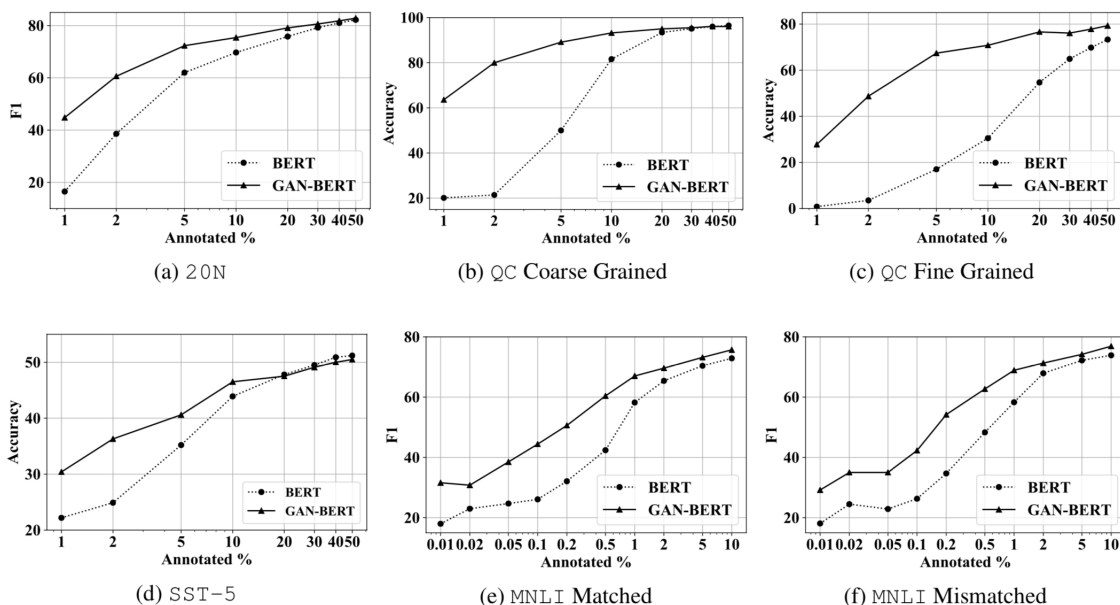 80
60
40
20
F1
BERT
GAN-BERT
1 2 5 10 20 30 4050
Annotated %
(a) 20N
100
80
60
40
20
Accuracy
BERT
GAN-BERT
1 2 5 10 20 30 4050
Annotated %
(b) QC Coarse Grained
80
60
40
20
0
Accuracy
BERT
GAN-BERT
1 2 5 10 20 30 40 50
Annotated %
(c) QC Fine Grained
50
40
30
20
Accuracy
BERT
GAN-BERT
1 2 5 10 20 30 4050
Annotated %
(d) SST-5
80
60
40
20
F1
BERT
GAN-BERT
0.01 0.02 0.05 0.1 0.2 0.5 1 2 5 10
Annotated %
(e) MNLI Matched
80
60
40
20
F1
BERT
GAN-BERT
0.01 0.02 0.05 0.1 0.2 0.5 1 2 5 10
Annotated %
(f) MNLI Mismatched